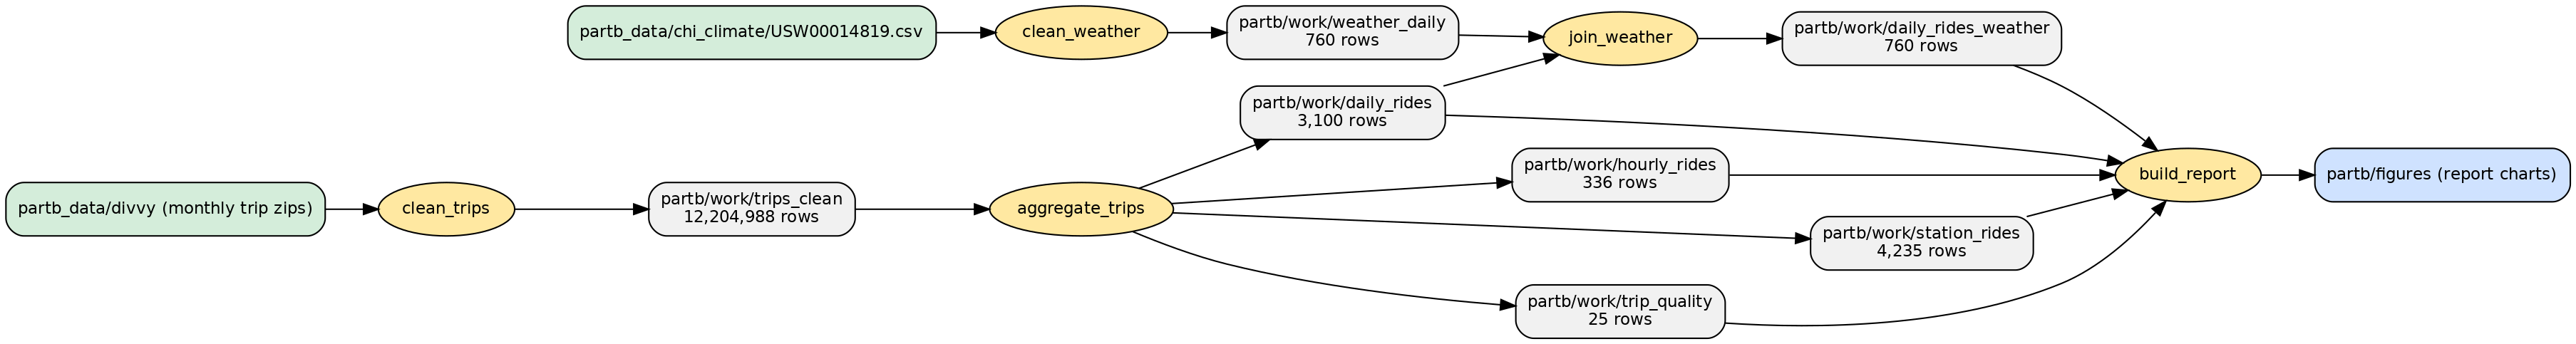 partb_data/chi_climate/USW00014819.csv
clean_weather
partb/work/weather_daily
760 rows
join_weather
partb/work/daily_rides_weather
760 rows
partb/work/daily_rides
3,100 rows
partb_data/divvy (monthly trip zips)
clean_trips
partb/work/trips_clean
12,204,988 rows
aggregate_trips
partb/work/hourly_rides
336 rows
build_report
partb/figures (report charts)
partb/work/station_rides
4,235 rows
partb/work/trip_quality
25 rows